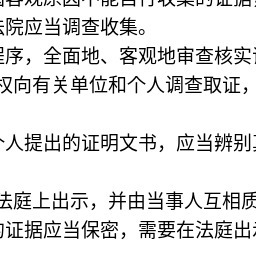 客观原因不能自行收集的证据
法院应当调查收集。
程序，全面地、客观地审查核实
权向有关单位和个人调查取证，
个人提出的证明文书，应当辨别
法庭上出示，并由当事人互相质
的证据应当保密，需要在法庭出